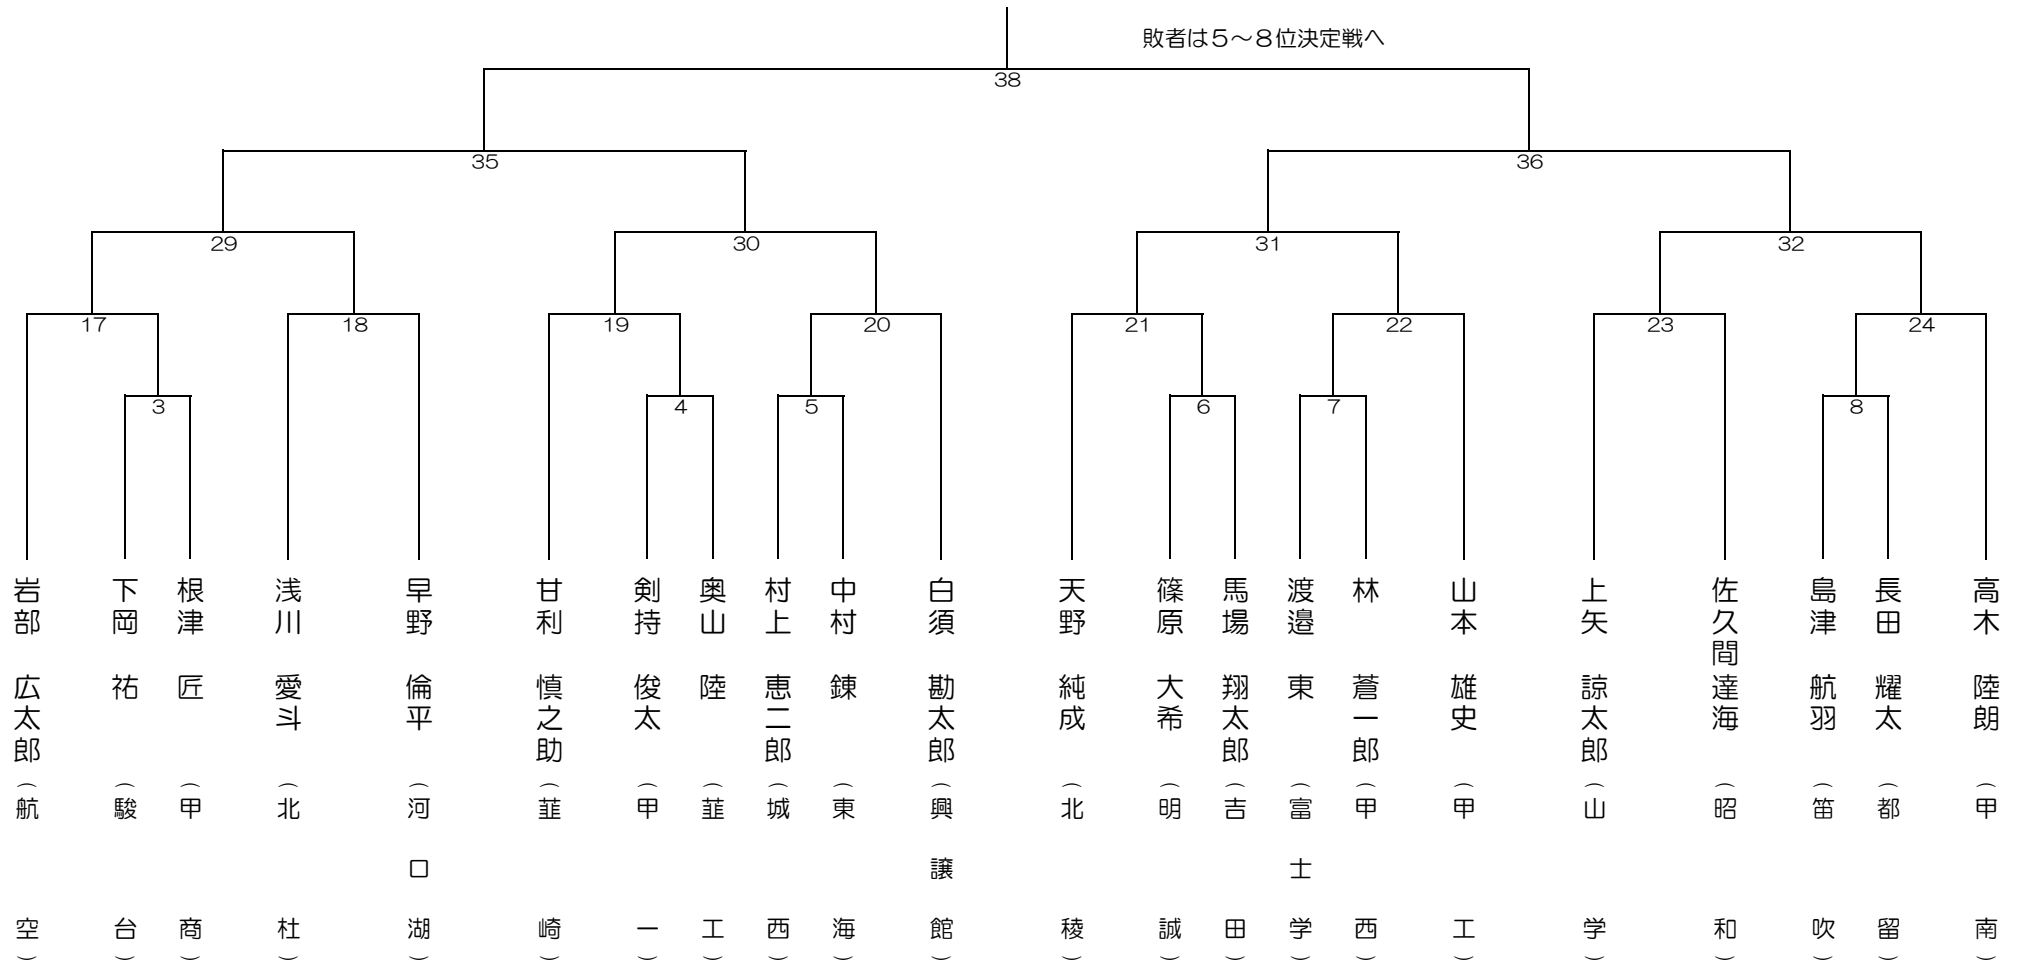 敗者は5～8位決定戦へ
38
35
36
29
30
31
32
17
18
19
20
21
22
23
24
3
4
5
6
7
8
岩部 広太郎（航空）
下岡 祐（駿台）
根津 匠（甲商）
浅川 愛斗（北杜）
早野 倫平（河口湖）
甘利 慎之助（韮崎）
剣持 俊太（甲一）
奥山 陸（韮工）
村上 恵二郎（城西）
中村 錬（東海）
白須 勘太郎（興譲館）
天野 純成（北稜）
篠原 大希（明誠）
馬場 翔太郎（吉田）
渡邉 東（富士学）
林 蒼一郎（甲西）
山本 雄史（甲工）
上矢 諒太郎（山学）
佐久間 達海（昭和）
島津 航羽（笛吹）
長田 耀太（都留）
高木 陸朗（甲南）